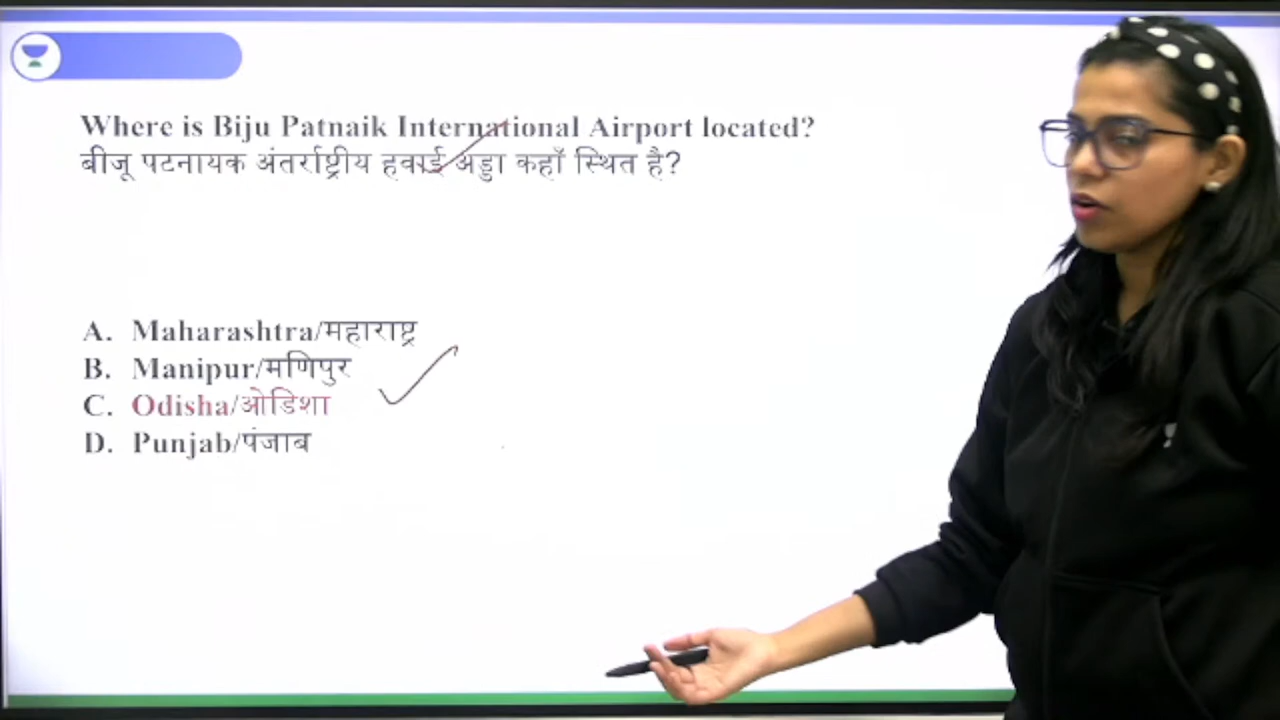 Where is Biju Patnaik International Airport located?
बीजू पटनायक अंतर्राष्ट्रीय हवाई अड्डा कहाँ स्थित है?
A. Maharashtra/महाराष्ट्र
B. Manipur/मणिपुर
C. Odisha/ओडिशा
D. Punjab/पंजाब